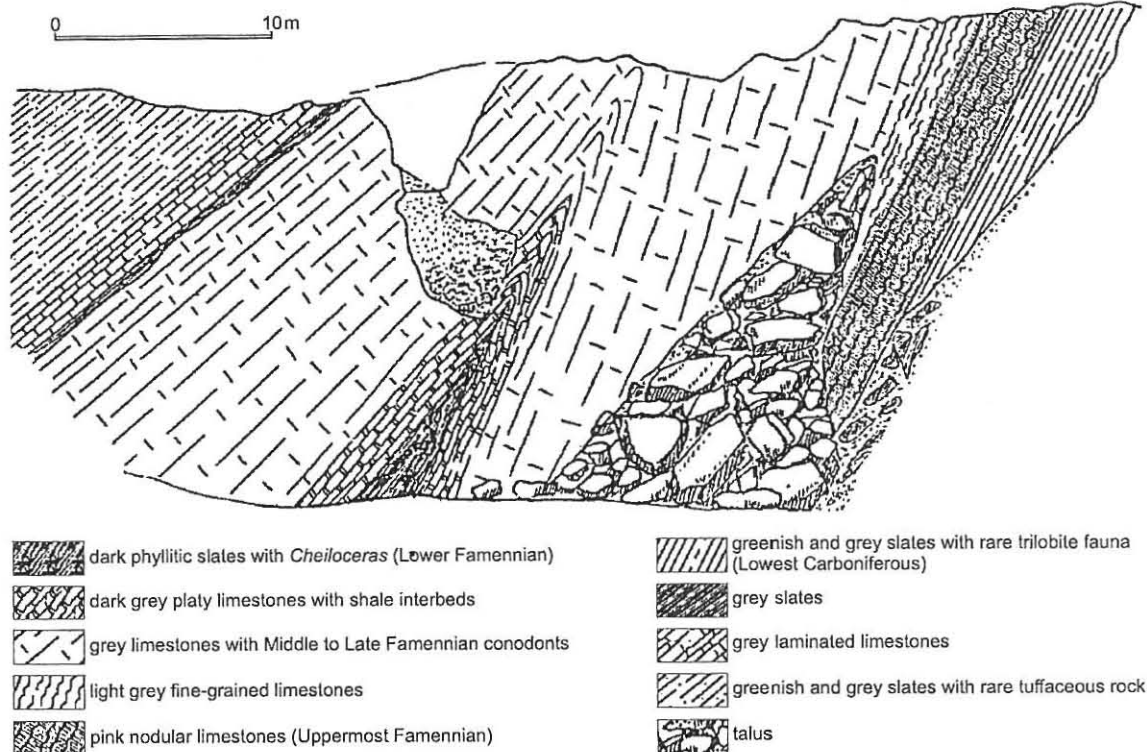 0 10m
dark phyllitic slates with Cheiloceras (Lower Famennian)
dark grey platy limestones with shale interbeds
grey limestones with Middle to Late Famennian conodonts
light grey fine-grained limestones
pink nodular limestones (Uppermost Famennian)
greenish and grey slates with rare trilobite fauna
(Lowest Carboniferous)
grey slates
grey laminated limestones
greenish and grey slates with rare tuffaceous rock
talus